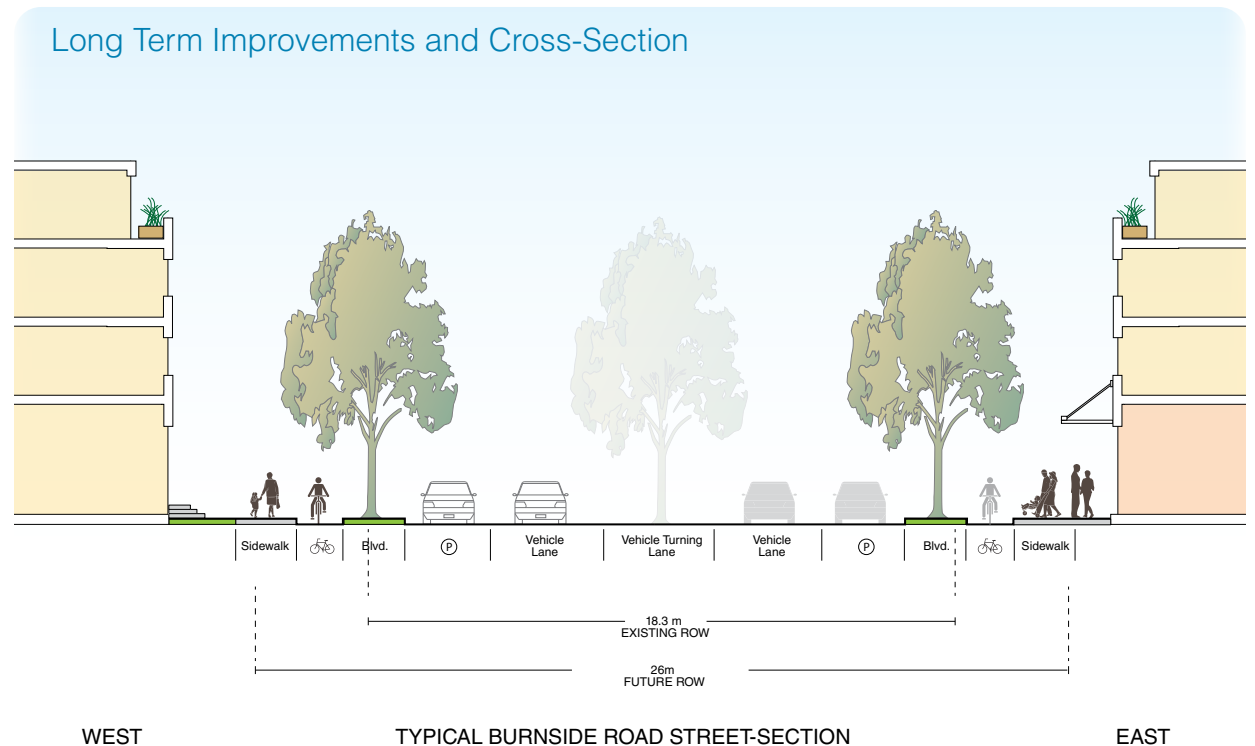 Long Term Improvements and Cross-Section
Sidewalk
Blvd.
P
Vehicle
Lane
Vehicle Turning
Lane
Vehicle
Lane
P
Blvd.
Sidewalk
18.3 m
EXISTING ROW
26m
FUTURE ROW
WEST
TYPICAL BURNSIDE ROAD STREET-SECTION
EAST